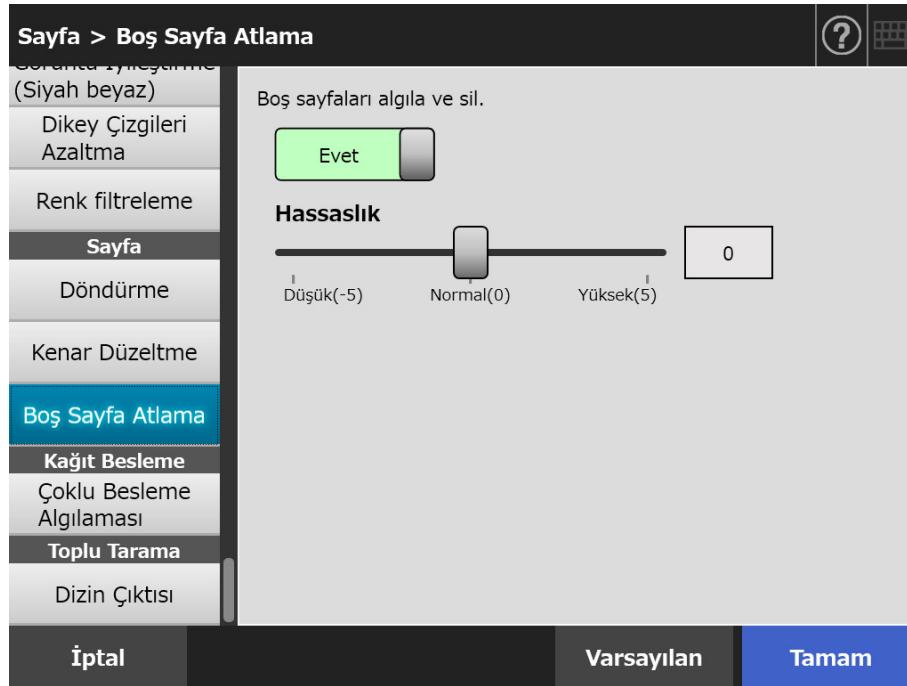 Sayfa > Boş Sayfa Atlama
?
Görüntü İyileştirme
(Siyah beyaz)
Dikey Çizgileri
Azaltma
Renk filtreleme
Sayfa
Döndürme
Kenar Düzeltme
Boş Sayfa Atlama
Kağıt Besleme
Çoklu Besleme
Algılaması
Toplu Tarama
Dizin Çıktısı
Boş sayfaları algıla ve sil.
Evet
Hassaslık
0
Düşük(-5) Normal(0) Yüksek(5)
İptal
Varsayılan
Tamam